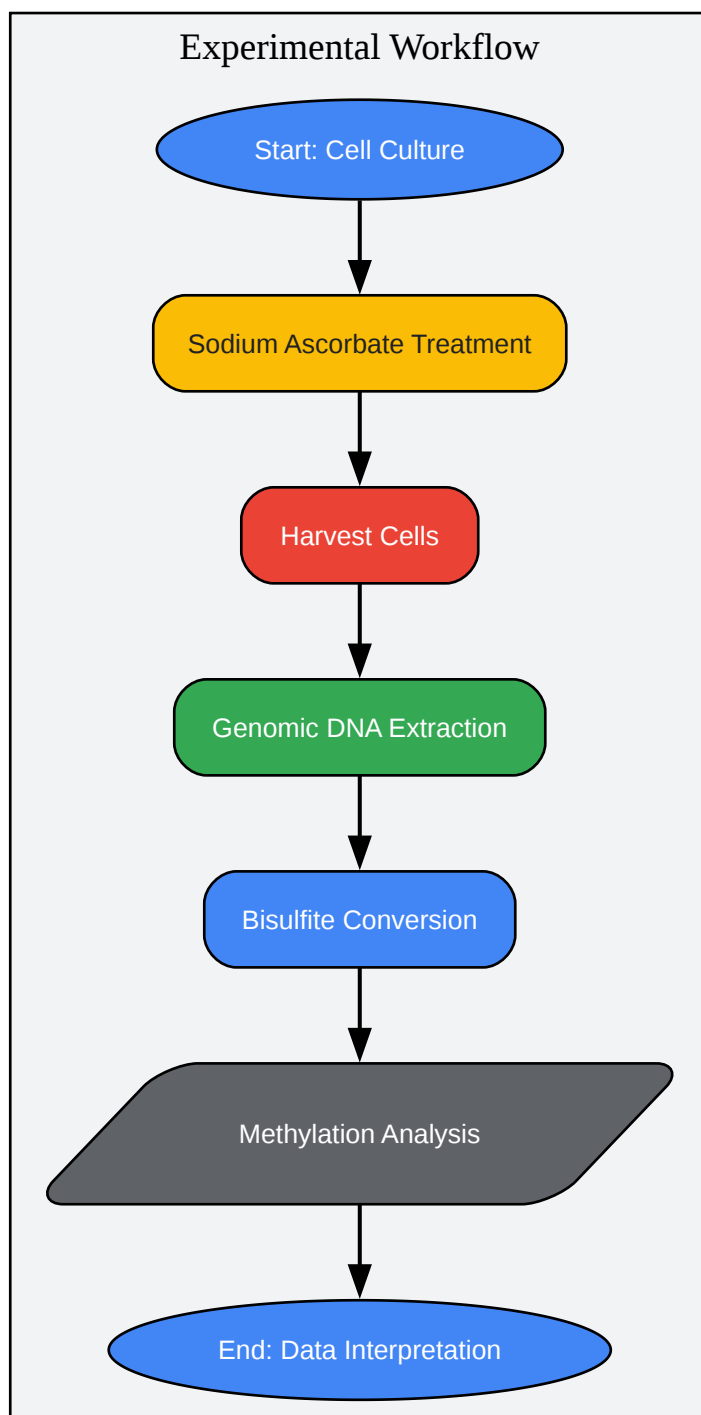 Experimental Workflow
Start: Cell Culture
Sodium Ascorbate Treatment
Harvest Cells
Genomic DNA Extraction
Bisulfite Conversion
Methylation Analysis
End: Data Interpretation